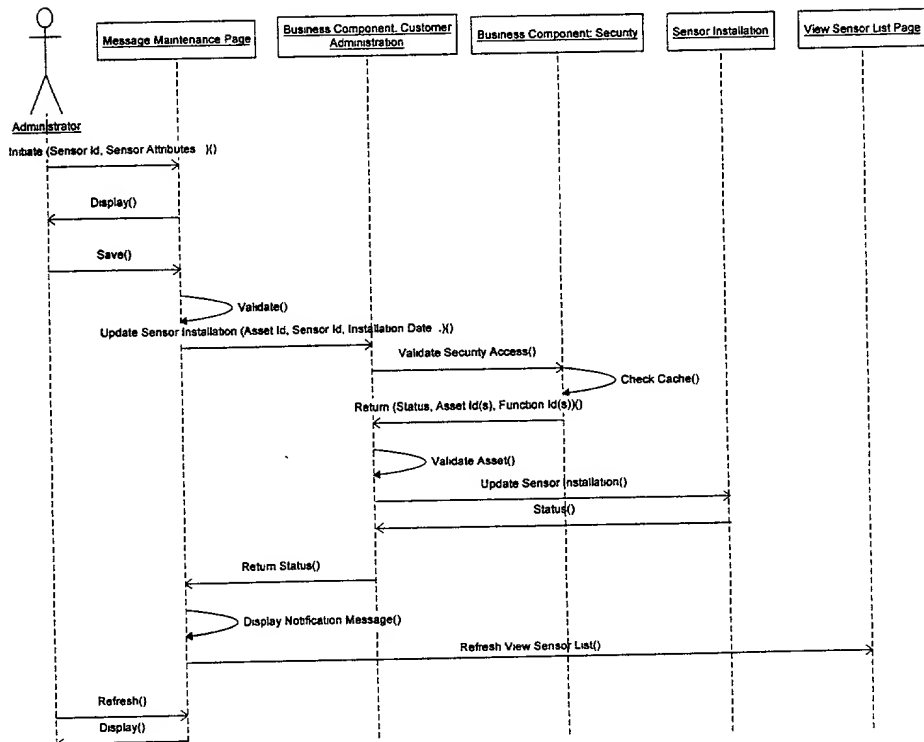 Message Maintenance Page
Business Component. Customer
Administration
Business Component: Security
Sensor Installation
View Sensor List Page
Administrator
Initiate (Sensor Id, Sensor Attributes )()
Display()
Save()
Validate()
Update Sensor Installation (Asset Id, Sensor Id, Installation Date .)()
Validate Security Access()
Check Cache()
Return (Status, Asset Id(s), Function Id(s))()
Validate Asset()
Update Sensor Installation()
Status()
Return Status()
Display Notification Message()
Refresh View Sensor List()
Refresh()
Display()